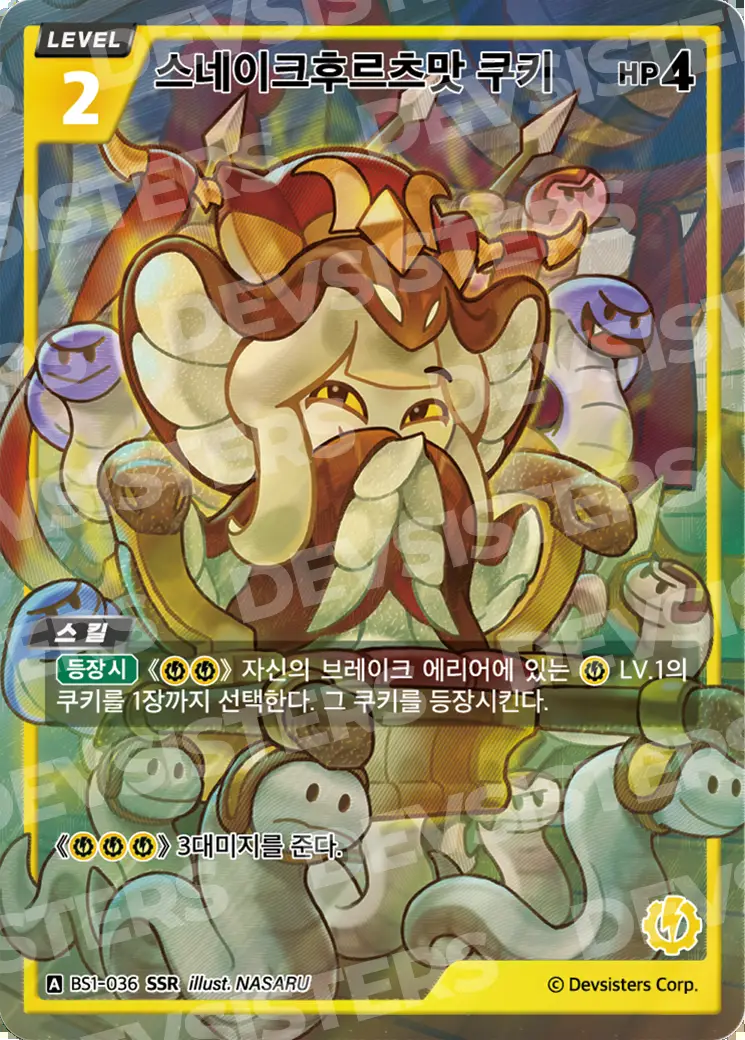 LEVEL
2
스네이크후르츠맛 쿠키
HP4
스킬
등장시 《》 자신의 브레이크 에리어에 있는 LV.1의
쿠키를 1장까지 선택한다. 그 쿠키를 등장시킨다.
《》 3대미지를 준다.
A BS1-036 SSR illust. NASARU
© Devsisters Corp.
DEVSISTERS